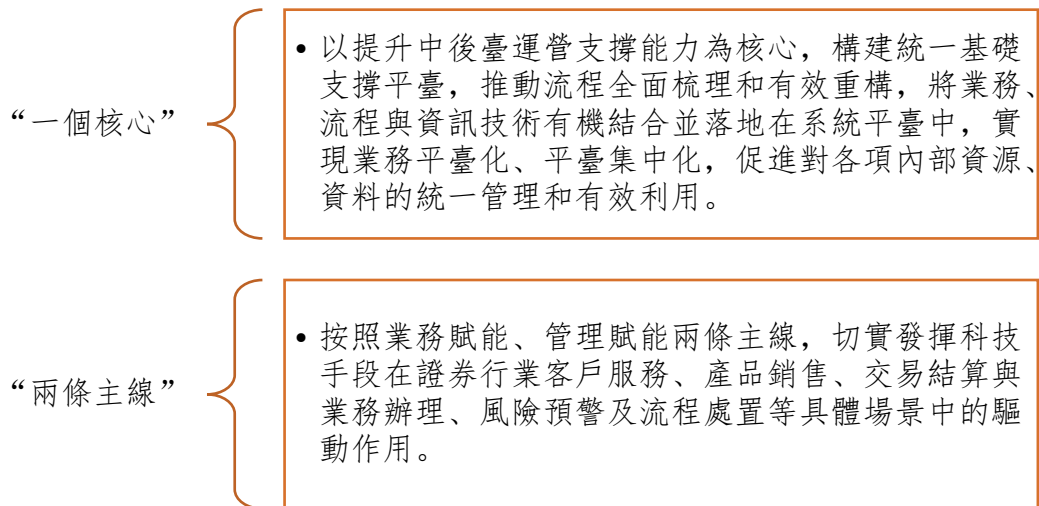 “一個核心”
• 以提升中後臺運營支撐能力為核心，構建統一基礎
支撐平臺，推動流程全面梳理和有效重構，將業務、
流程與資訊技術有機結合並落地在系統平臺中，實
現業務平臺化、平臺集中化，促進對各項內部資源、
資料的統一管理和有效利用。
“兩條主線”
• 按照業務賦能、管理賦能兩條主線，切實發揮科技
手段在證券行業客戶服務、產品銷售、交易結算與
業務辦理、風險預警及流程處置等具體場景中的驅
動作用。